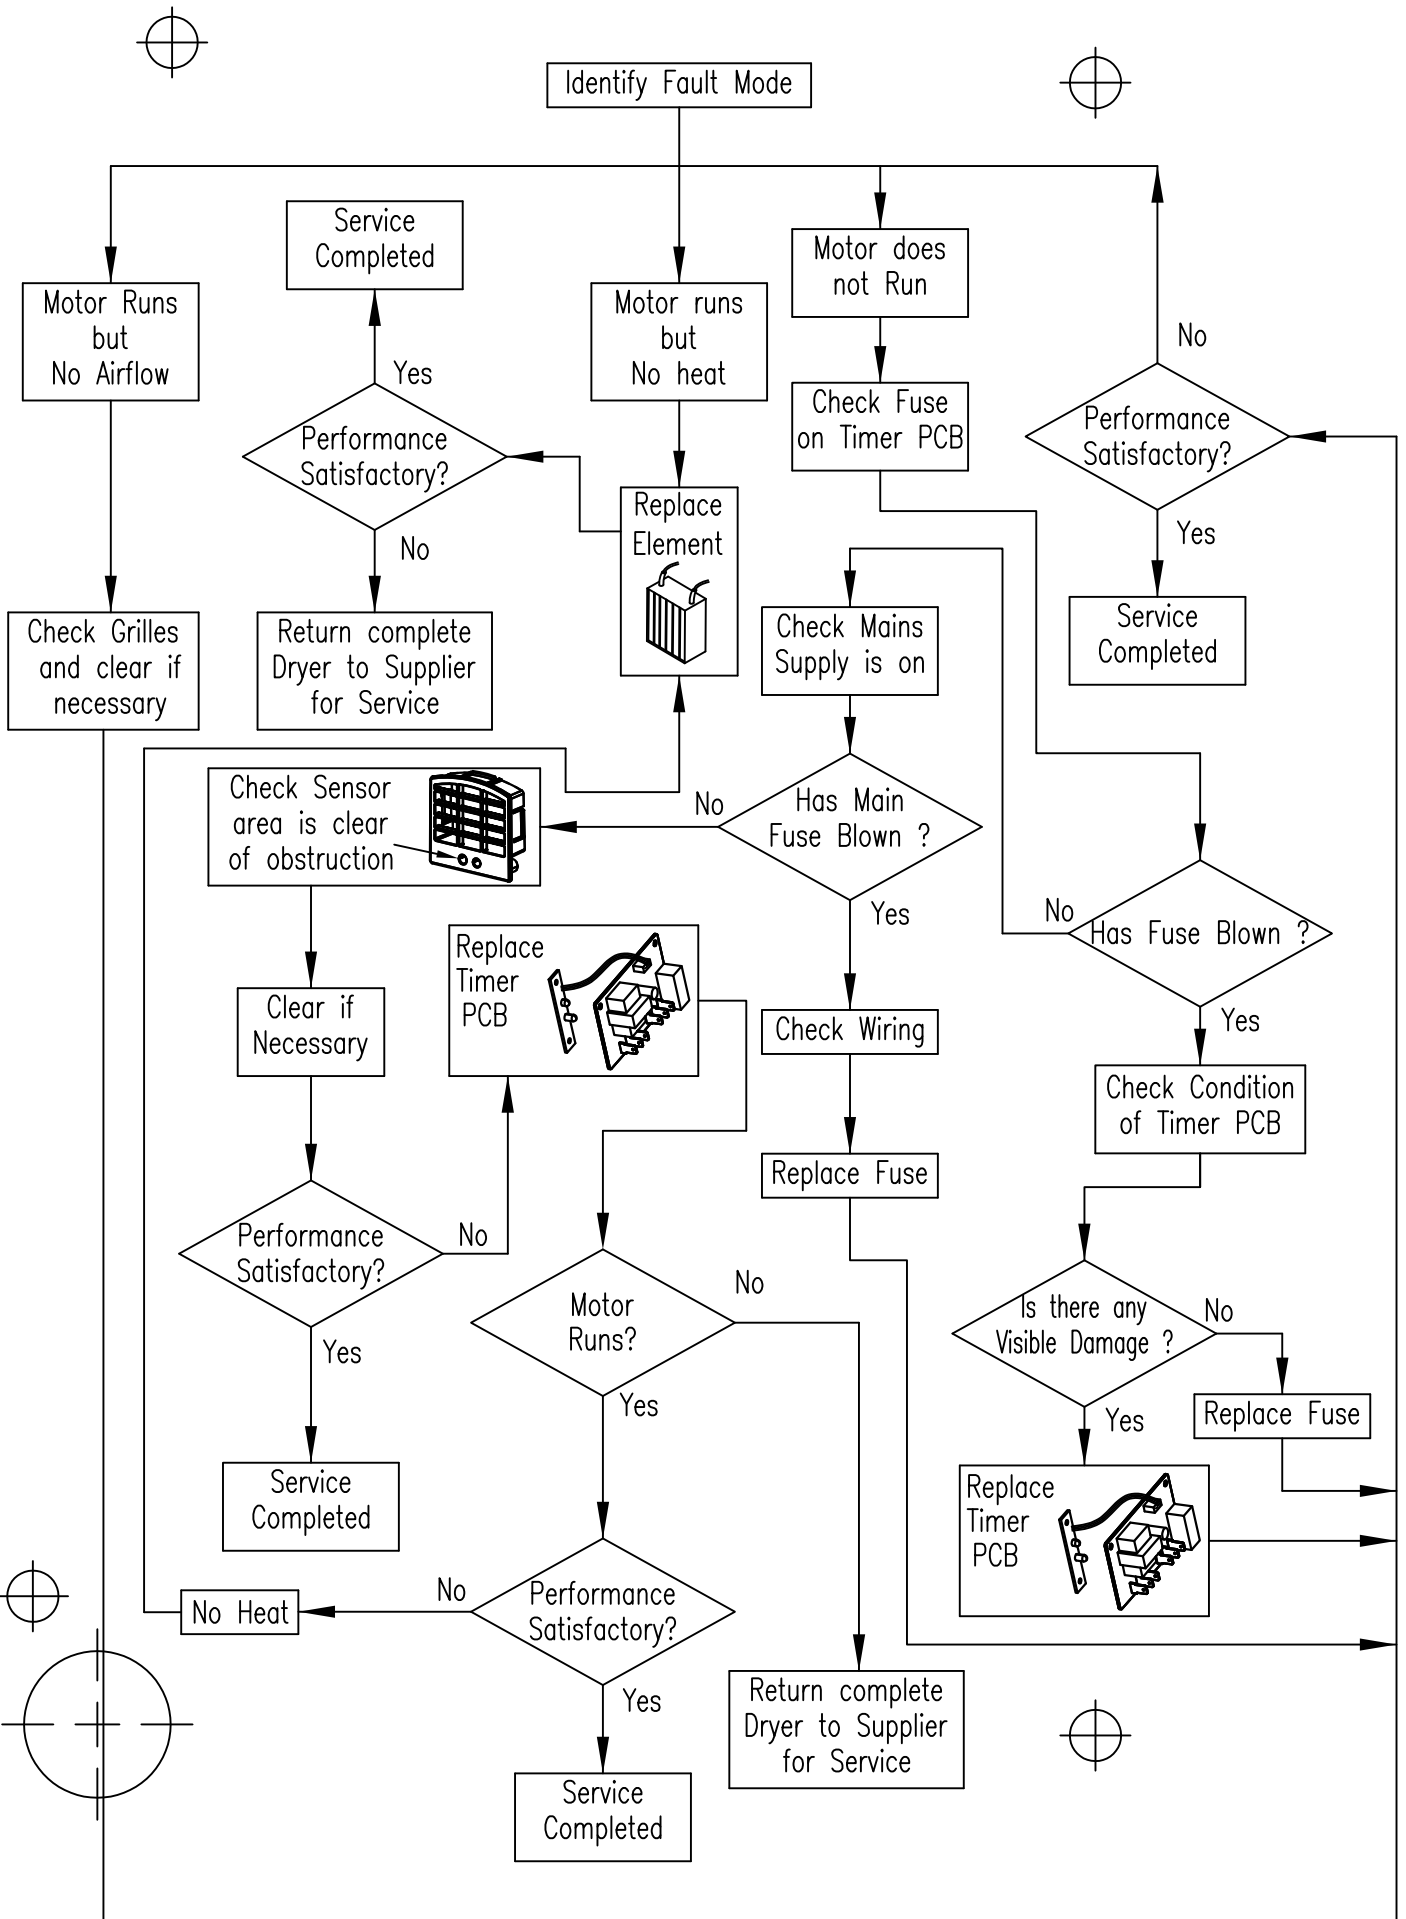 Identify Fault Mode
Service
Completed
Motor does
not Run
Motor Runs
but
No Airflow
Motor runs
but
No heat
No
Yes
Check Fuse
on Timer PCB
Performance
Satisfactory?
Performance
Satisfactory?
Replace
Element
No
Yes
Check Grilles
and clear if
necessary
Return complete
Dryer to Supplier
for Service
Check Mains
Supply is on
Service
Completed
Check Sensor
area is clear
of obstruction
No
Has Main
Fuse Blown ?
Yes
No
Has Fuse Blown ?
Replace
Timer
PCB
Clear if
Necessary
Check Wiring
Yes
Check Condition
of Timer PCB
Replace Fuse
Performance
Satisfactory?
No
Motor
Runs?
No
Is there any
Visible Damage ?
No
Yes
Yes
Yes
Replace Fuse
Service
Completed
Replace
Timer
PCB
No Heat
No
Performance
Satisfactory?
Yes
Return complete
Dryer to Supplier
for Service
Service
Completed